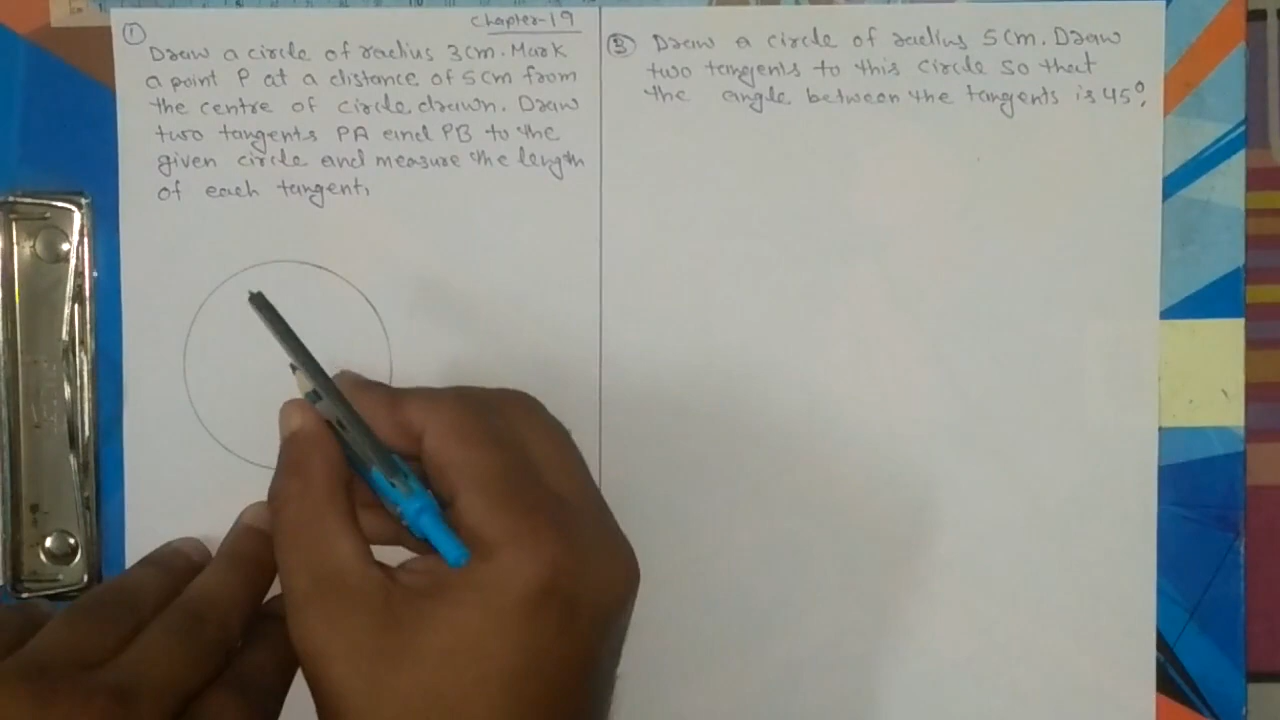 Chapter-19
①
Draw a circle of radius 3cm. Mark
a point P at a distance of 5cm from
the centre of circle drawn. Draw
two tangents PA and PB to the
given circle and measure the length
of each tangent,
③ Draw a circle of radius 5cm. Draw
two tangents to this circle so that
the angle between the tangents is 45°.